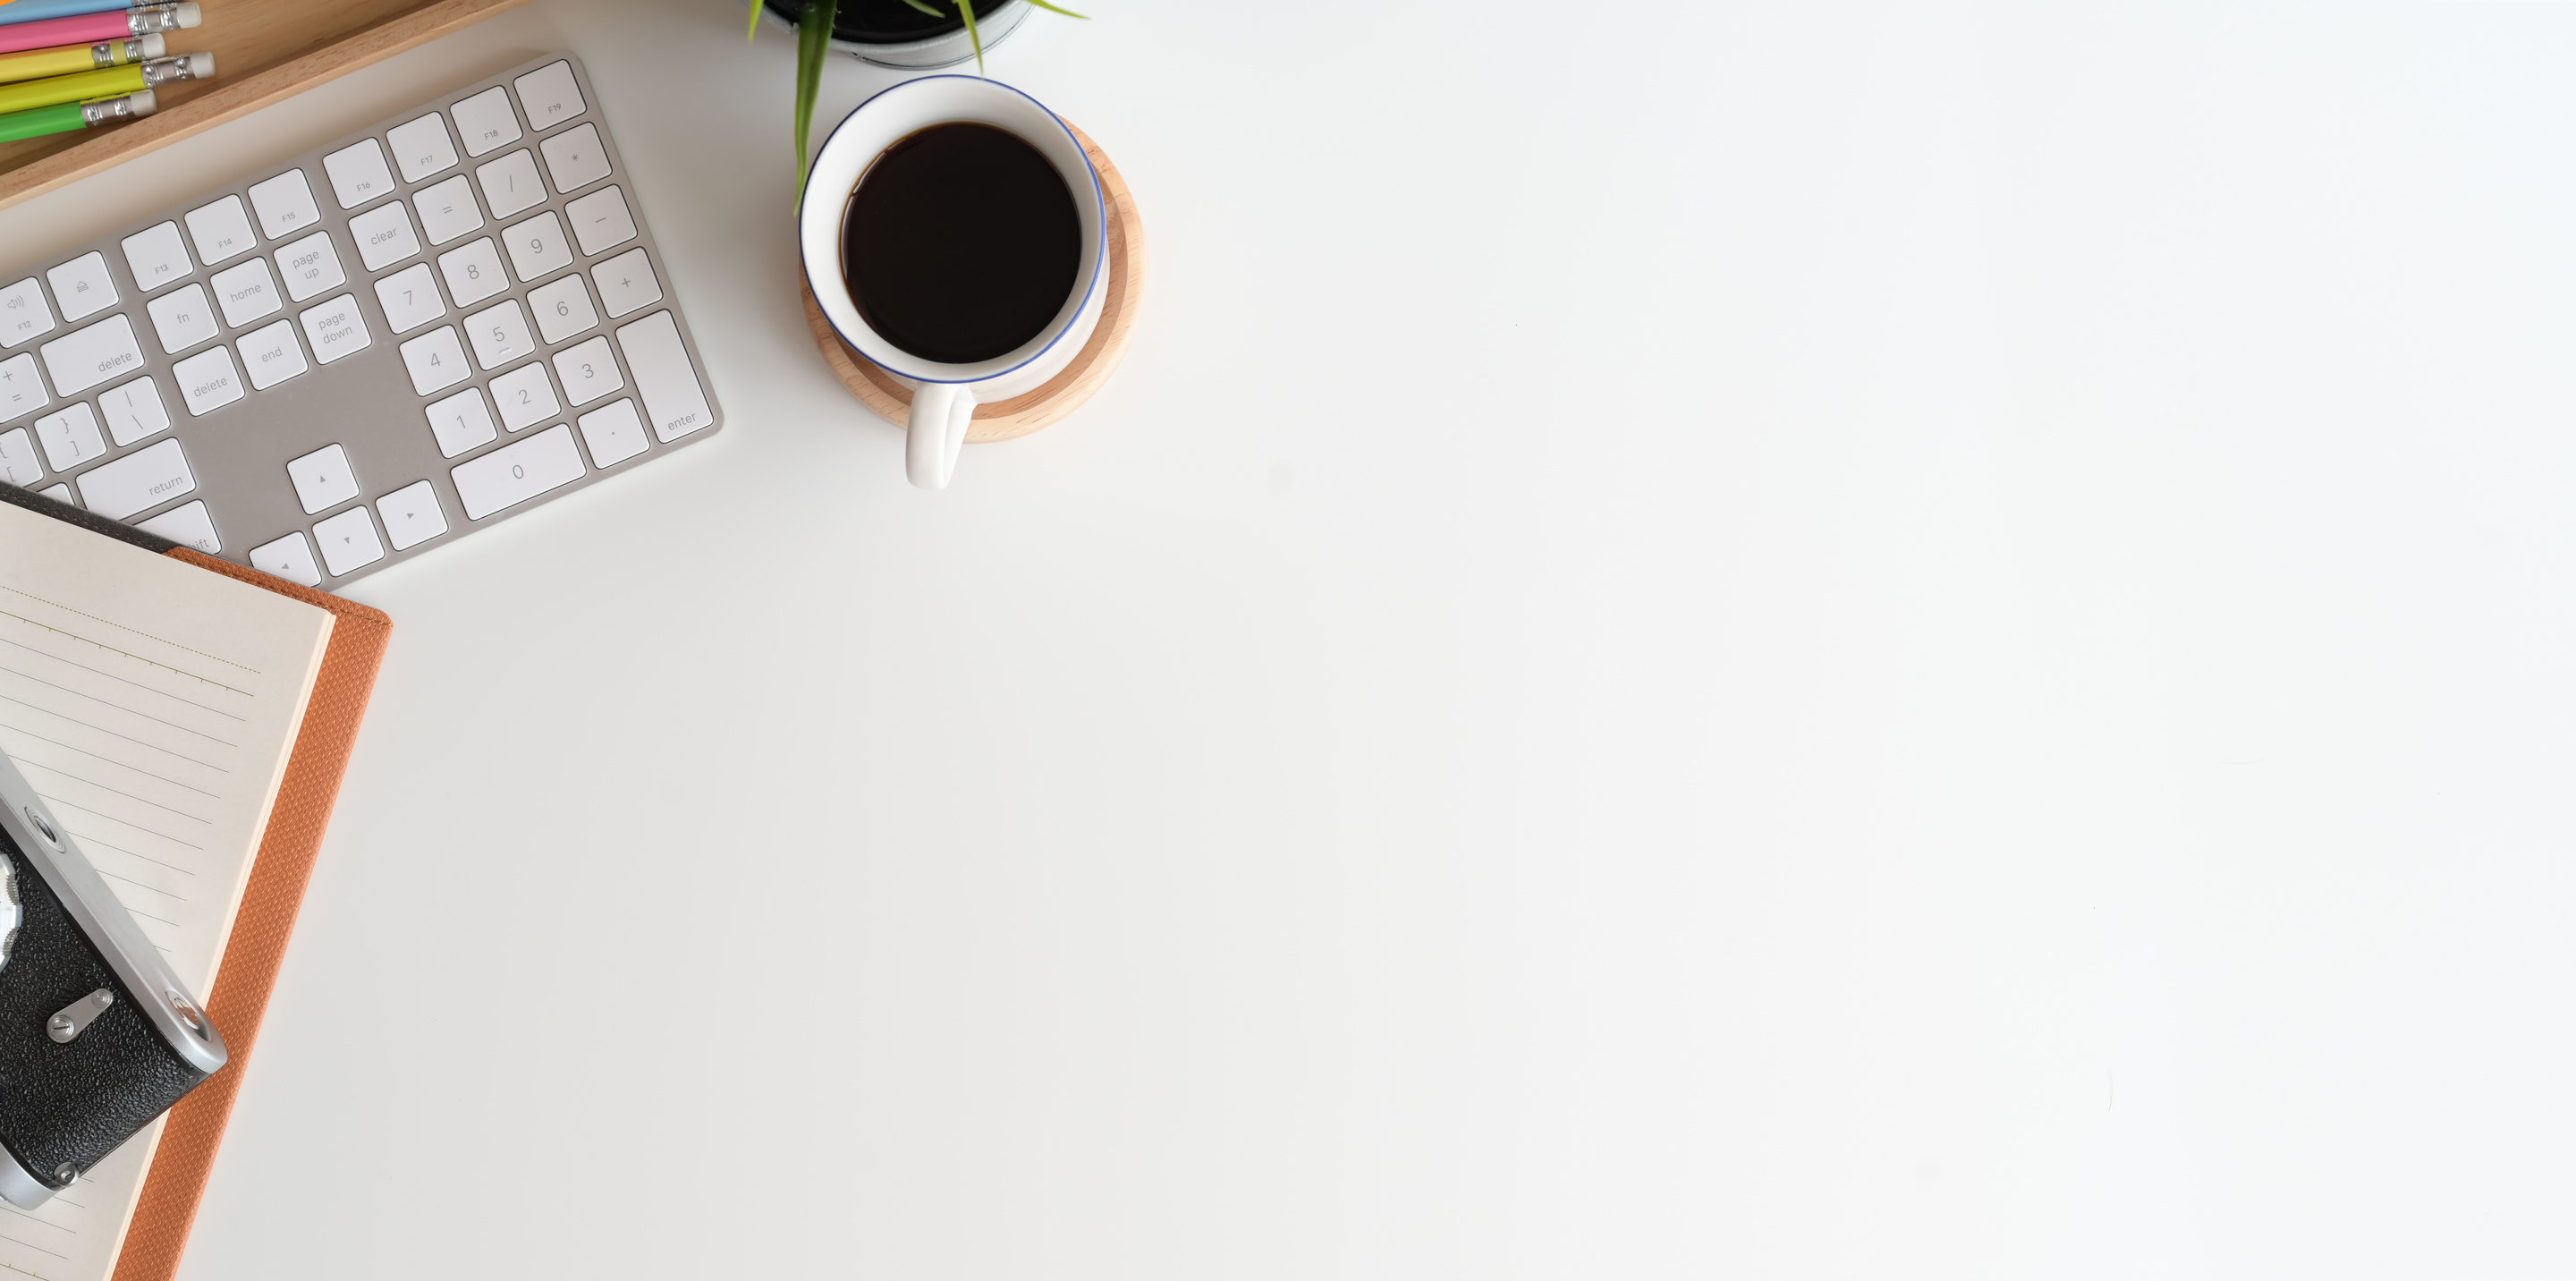 F19
F18
F17
F16
F15
F14
F13
F12
*
/
=
clear
−
9
8
7
page
up
home
fn
+
6
5
4
page
down
end
delete
delete
+
=
enter
3
2
1
|
\
}
]
{
[
.
0
return
ift